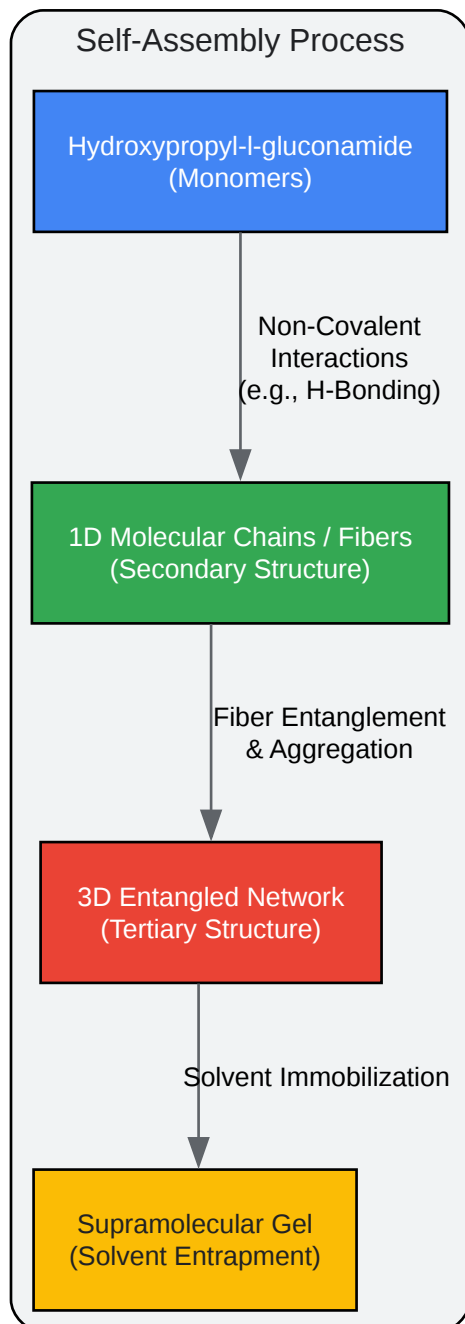 Self-Assembly Process
Hydroxypropyl-l-gluconamide
(Monomers)
Non-Covalent
Interactions
(e.g., H-Bonding)
1D Molecular Chains / Fibers
(Secondary Structure)
Fiber Entanglement
& Aggregation
3D Entangled Network
(Tertiary Structure)
Solvent Immobilization
Supramolecular Gel
(Solvent Entrapment)